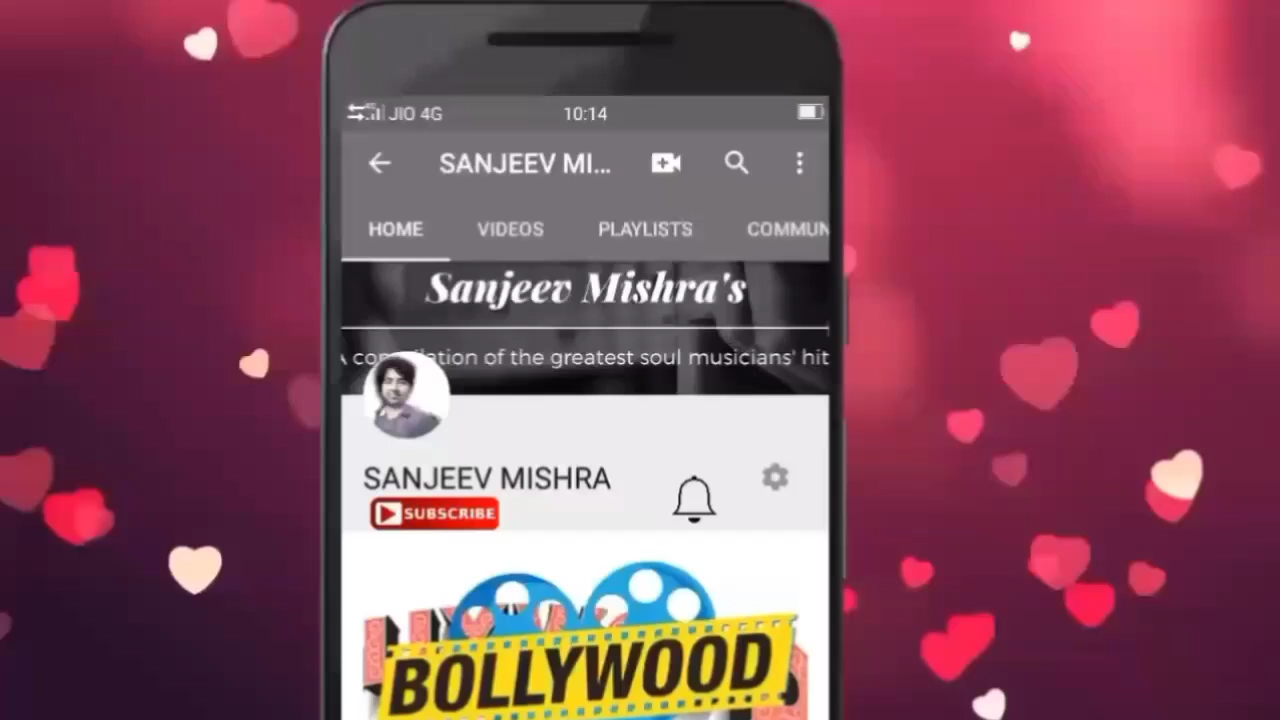 JIO 4G 10:14
SANJEEV MI...
HOME VIDEOS PLAYLISTS COMMUN
Sanjeev Mishra's
of the greatest soul musicians' hit
SANJEEV MISHRA
SUBSCRIBE
BOLLYWOOD